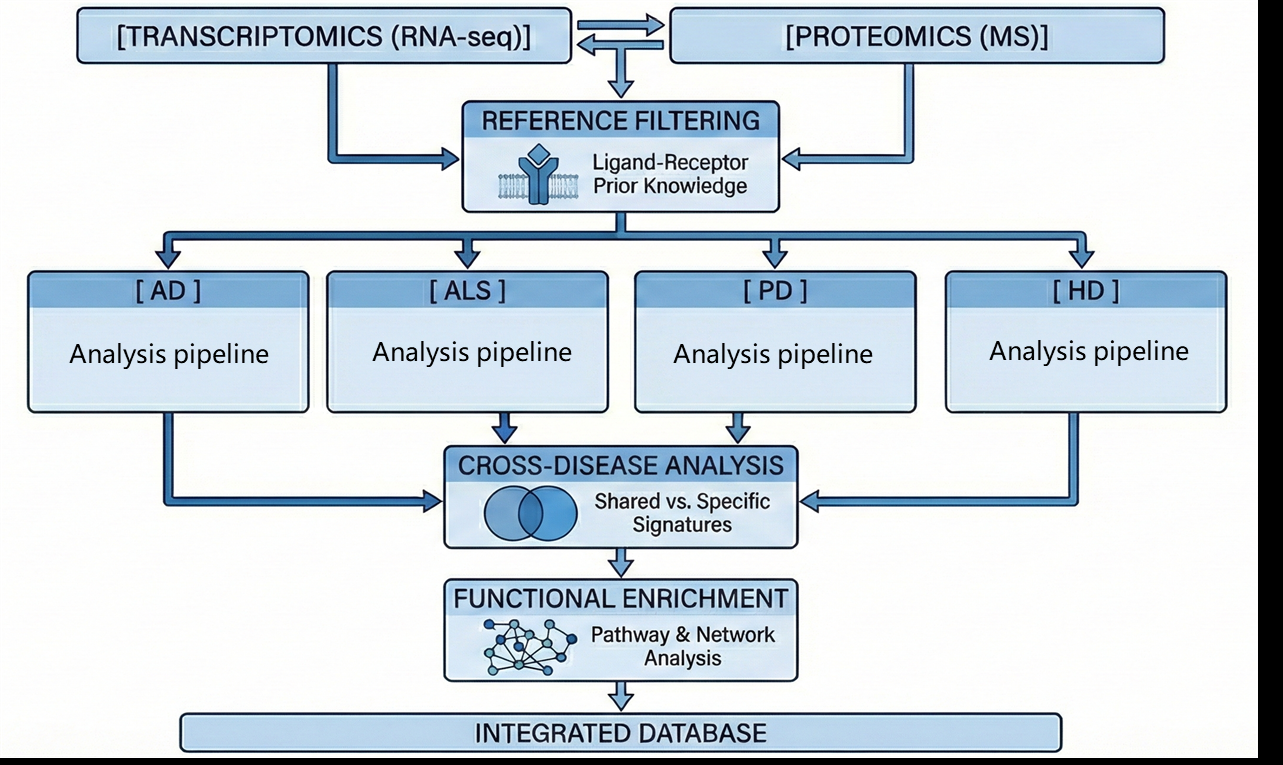 [TRANSCRIPTOMICS (RNA-seq)]
[PROTEOMICS (MS)]
REFERENCE FILTERING
Ligand-Receptor
Prior Knowledge
[ AD ]
Analysis pipeline
[ ALS ]
Analysis pipeline
[ PD ]
Analysis pipeline
[ HD ]
Analysis pipeline
CROSS-DISEASE ANALYSIS
Shared vs. Specific
Signatures
FUNCTIONAL ENRICHMENT
Pathway & Network
Analysis
INTEGRATED DATABASE